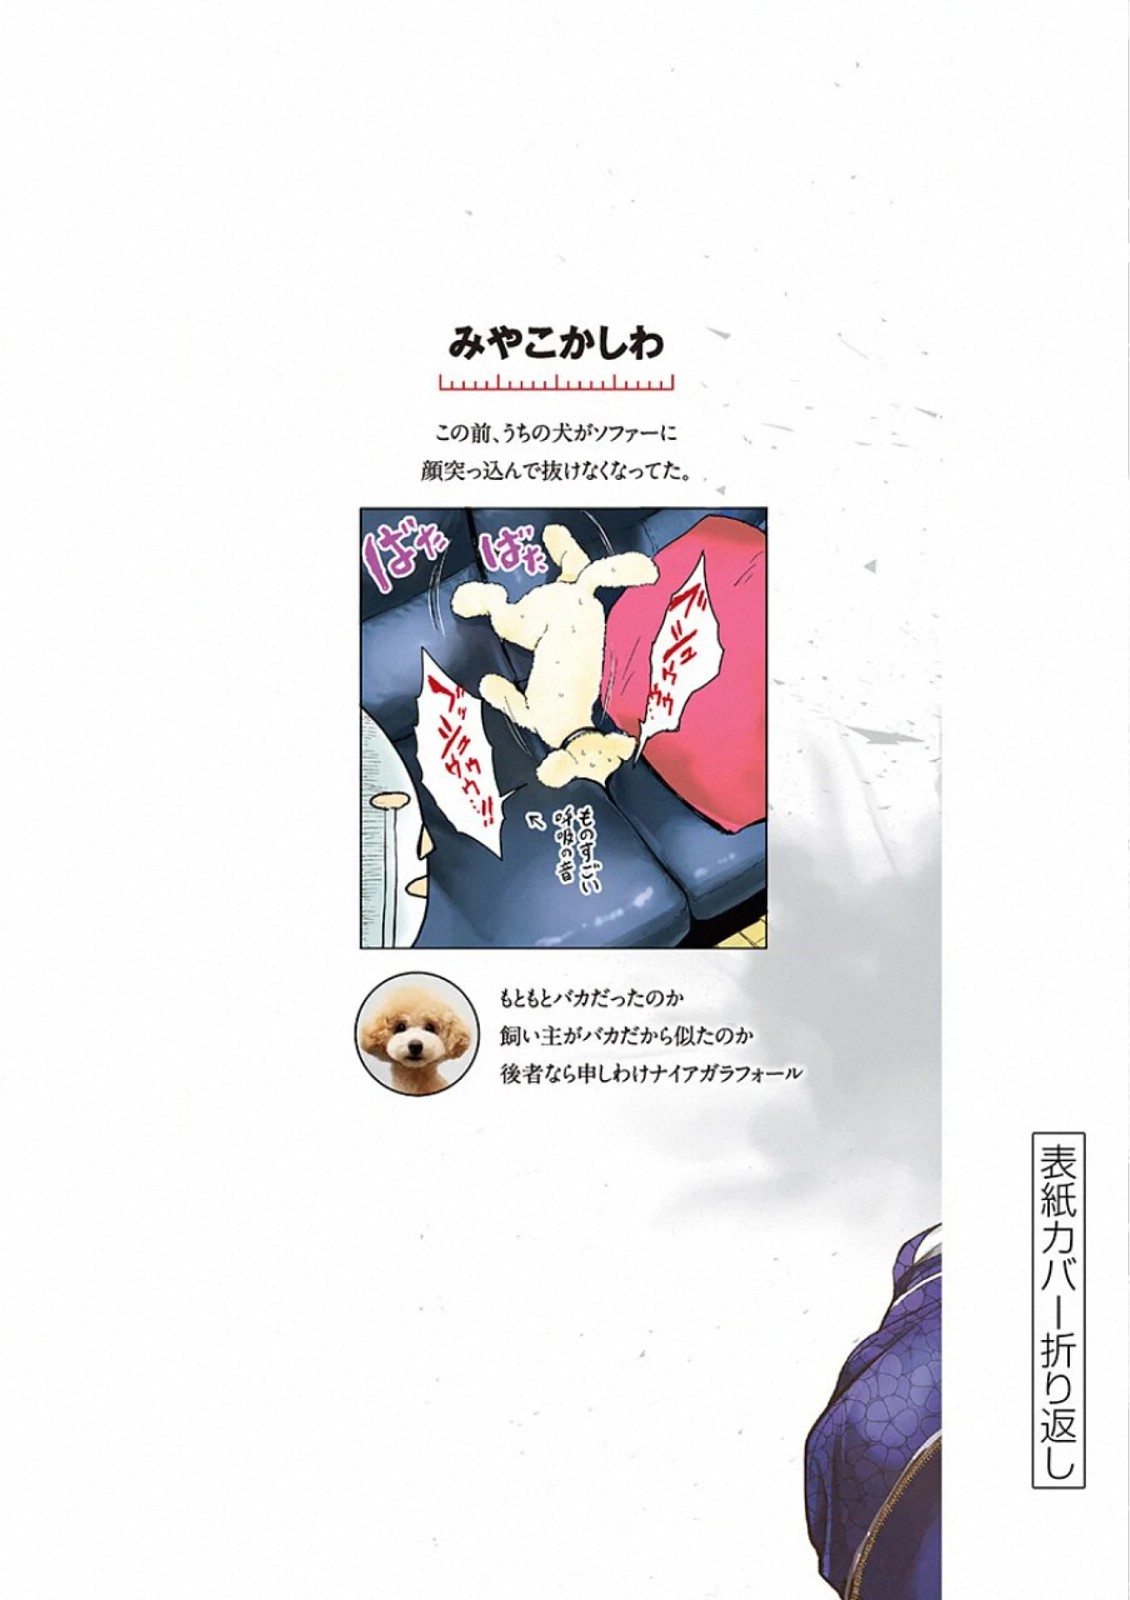 みやこかしわ
この前、うちの犬がソファーに
顔突っ込んで抜けなくなってた。
ばた
ばた
ブシュゥゥゥ…
ブッシュゥゥゥゥ…!!
ものすごい
呼吸の音
もともとバカだったのか
飼い主がバカだから似たのか
後者なら申しわけナイアガラフォール
表紙カバー折り返し